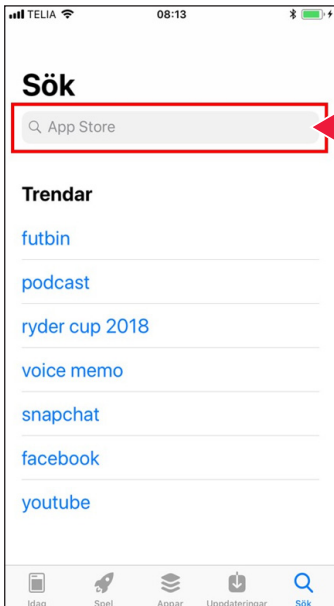 TELIA 08:13
Sök
App Store
Trendar
futbin
podcast
ryder cup 2018
voice memo
snapchat
facebook
youtube
Idag Spel Appar Uppdateringar Sök